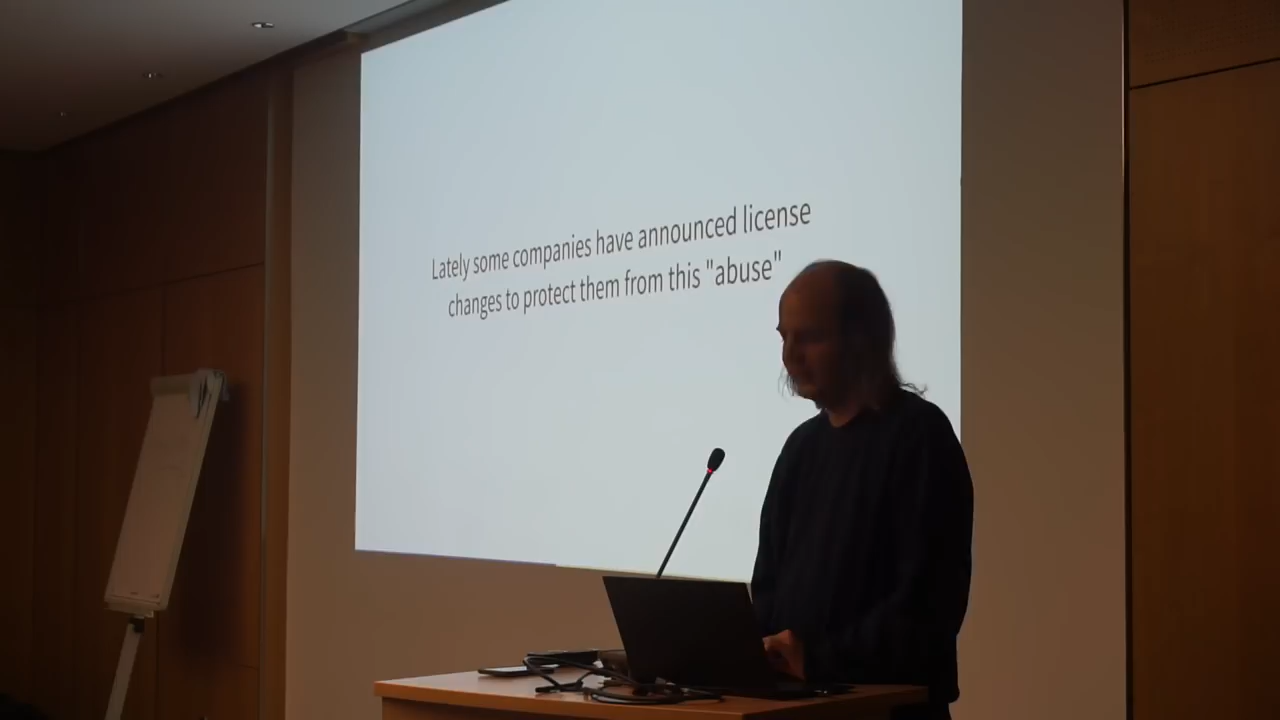 Lately some companies have announced license
changes to protect them from this "abuse"